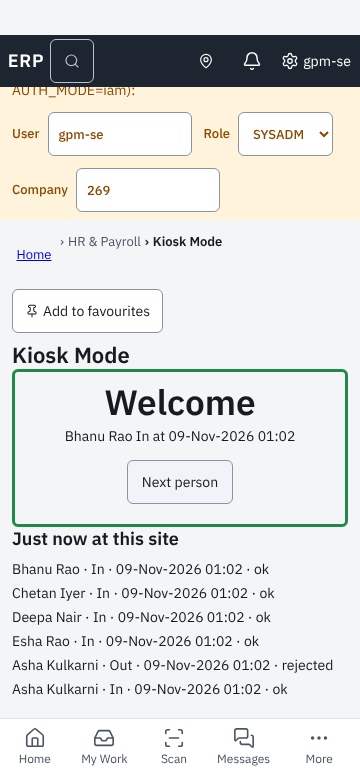 ERP gpm-se
AUTH_MODE=iam):
User gpm-se Role SYSADM
Company 269
Home › HR & Payroll › Kiosk Mode
Add to favourites
Kiosk Mode
Welcome
Bhanu Rao In at 09-Nov-2026 01:02
Next person
Just now at this site
Bhanu Rao · In · 09-Nov-2026 01:02 · ok
Chetan Iyer · In · 09-Nov-2026 01:02 · ok
Deepa Nair · In · 09-Nov-2026 01:02 · ok
Esha Rao · In · 09-Nov-2026 01:02 · ok
Asha Kulkarni · Out · 09-Nov-2026 01:02 · rejected
Asha Kulkarni · In · 09-Nov-2026 01:02 · ok
Home My Work Scan Messages More